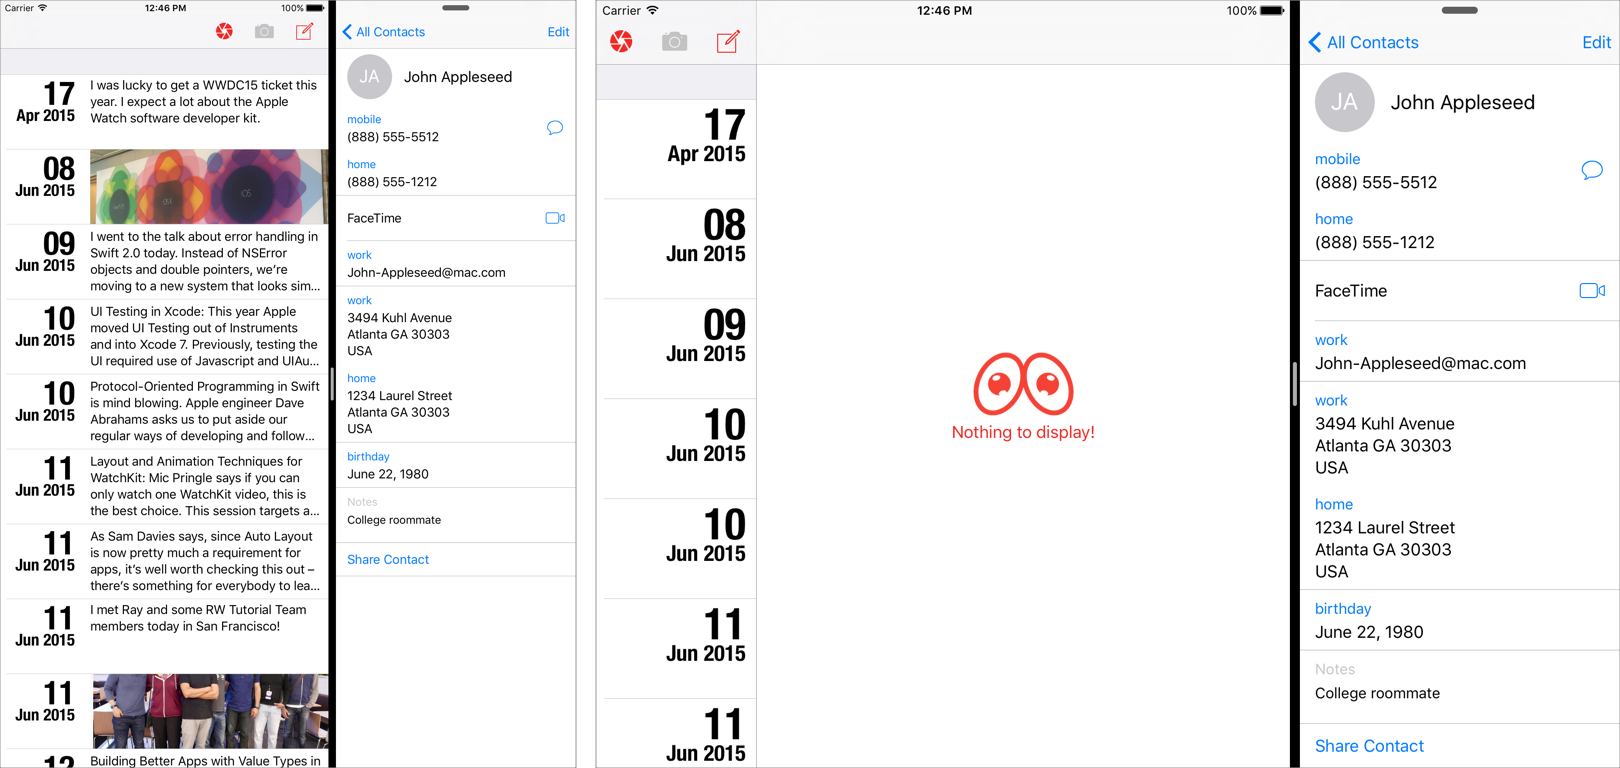 Carrier
12:46 PM
100%
17
Apr 2015
I was lucky to get a WWDC15 ticket this
year. I expect a lot about the Apple
Watch software developer kit.
08
Jun 2015
OSX
iOS
09
Jun 2015
I went to the talk about error handling in
Swift 2.0 today. Instead of NSError
objects and double pointers, we're
moving to a new system that looks sim...
10
Jun 2015
UI Testing in Xcode: This year Apple
moved UI Testing out of Instruments
and into Xcode 7. Previously, testing the
UI required use of Javascript and UIAu...
10
Jun 2015
Protocol-Oriented Programming in Swift
is mind blowing. Apple engineer Dave
Abrahams asks us to put aside our
regular ways of developing and follow...
11
Jun 2015
Layout and Animation Techniques for
WatchKit: Mic Pringle says if you can
only watch one WatchKit video, this is
the best choice. This session targets a...
11
Jun 2015
As Sam Davies says, since Auto Layout
is now pretty much a requirement for
apps, it's well worth checking this out –
there's something for everybody to lea...
11
Jun 2015
I met Ray and some RW Tutorial Team
members today in San Francisco!
11
Jun 2015
12
Building Better Apps with Value Types in
All Contacts
Edit
JA
John Appleseed
mobile
(888) 555-5512
home
(888) 555-1212
FaceTime
work
John-Appleseed@mac.com
work
3494 Kuhl Avenue
Atlanta GA 30303
USA
home
1234 Laurel Street
Atlanta GA 30303
USA
birthday
June 22, 1980
Notes
College roommate
Share Contact
Carrier
12:46 PM
100%
17
Apr 2015
08
Jun 2015
09
Jun 2015
10
Jun 2015
10
Jun 2015
11
Jun 2015
11
Jun 2015
Nothing to display!
All Contacts
Edit
JA
John Appleseed
mobile
(888) 555-5512
home
(888) 555-1212
FaceTime
work
John-Appleseed@mac.com
work
3494 Kuhl Avenue
Atlanta GA 30303
USA
home
1234 Laurel Street
Atlanta GA 30303
USA
birthday
June 22, 1980
Notes
College roommate
Share Contact